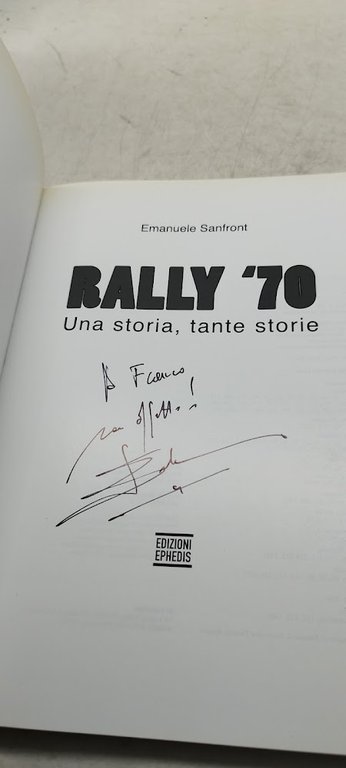 Emanuele Sanfront
RALLY '70
Una storia, tante storie
A Franco
con affetto!
EDIZIONI
EPHEDIS